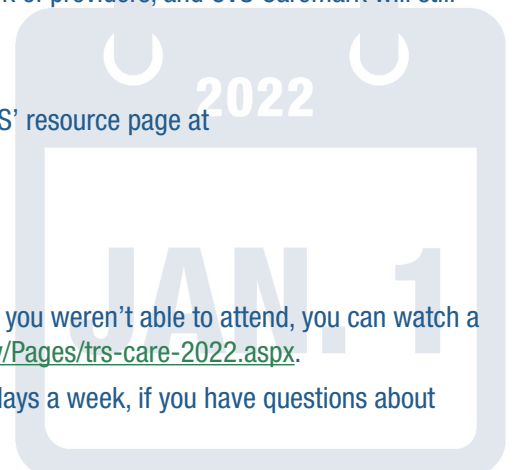 of providers, and CVS Caremark will still
2022
S' resource page at
JAN. 1
you weren't able to attend, you can watch a
/Pages/trs-care-2022.aspx.
days a week, if you have questions about